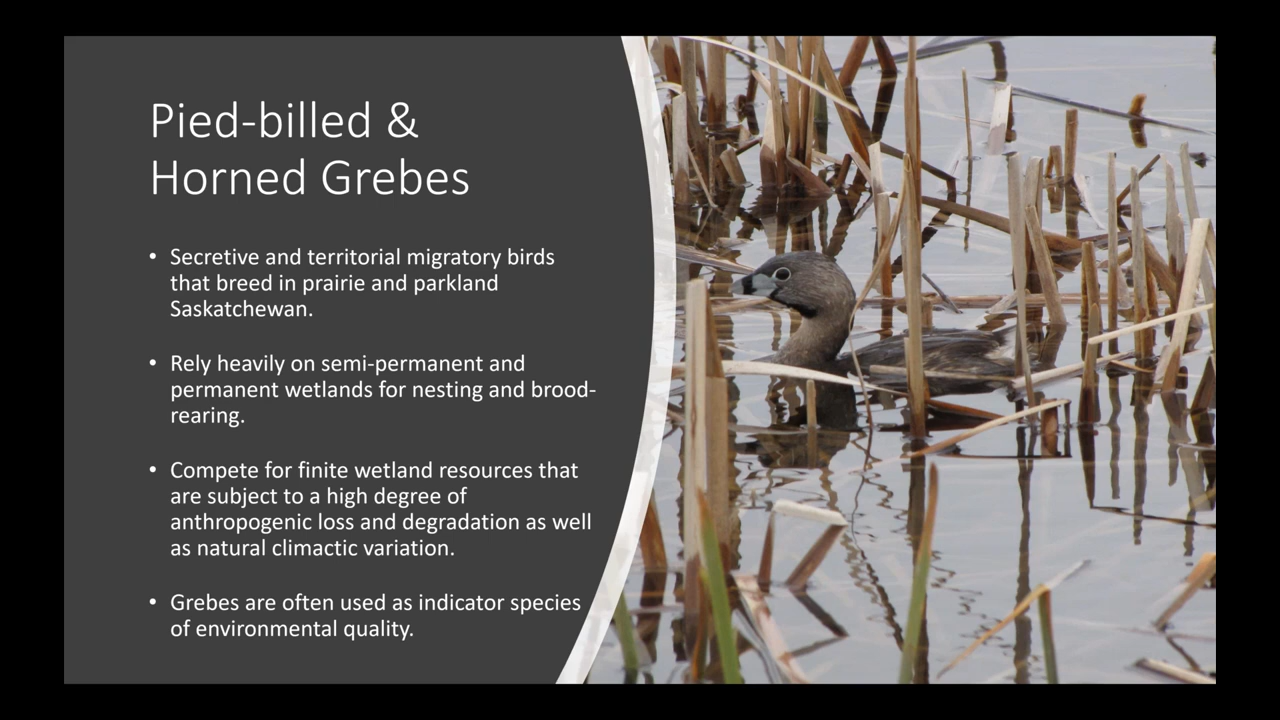 Pied-billed &
Horned Grebes
• Secretive and territorial migratory birds
that breed in prairie and parkland
Saskatchewan.
• Rely heavily on semi-permanent and
permanent wetlands for nesting and brood-
rearing.
• Compete for finite wetland resources that
are subject to a high degree of
anthropogenic loss and degradation as well
as natural climactic variation.
• Grebes are often used as indicator species
of environmental quality.